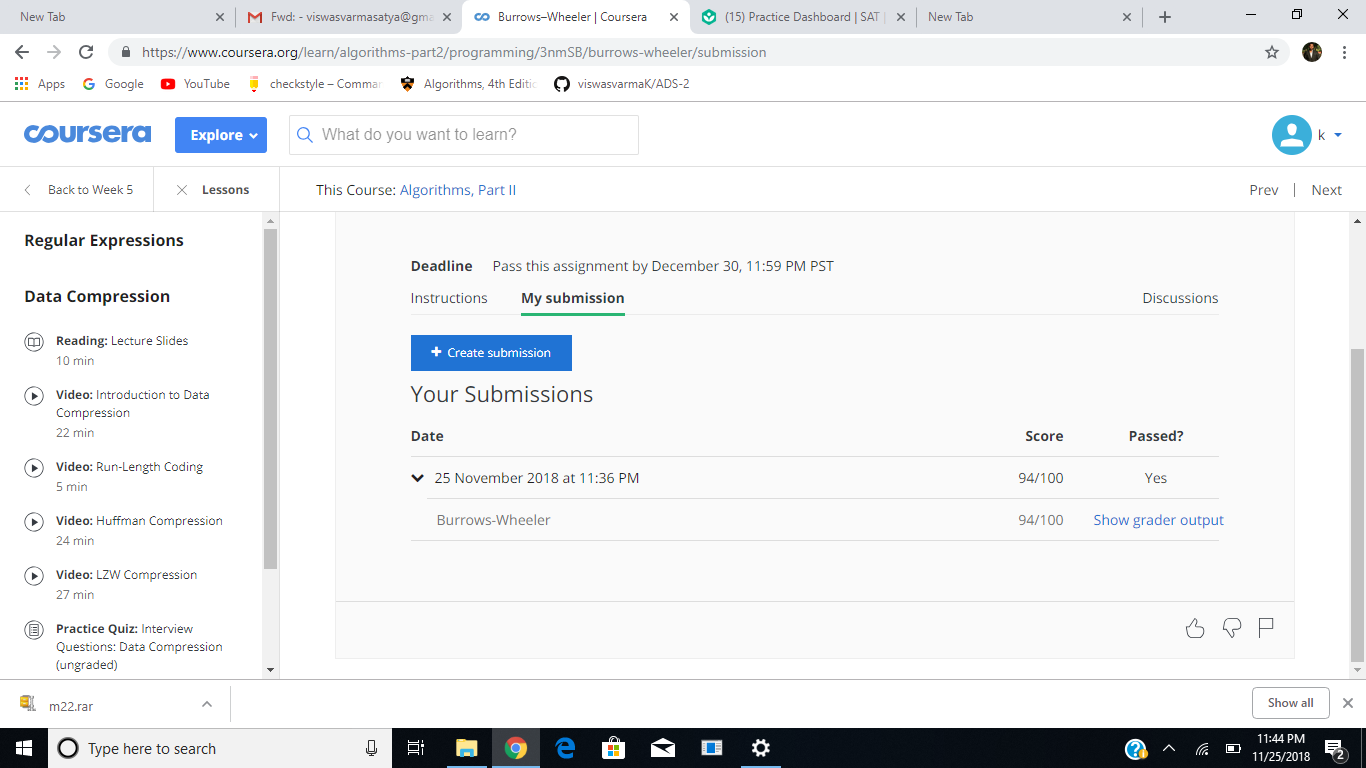 New Tab
Fwd: - viswasvarmasatya@gma
Burrows–Wheeler | Coursera
(15) Practice Dashboard | SAT |
New Tab
https://www.coursera.org/learn/algorithms-part2/programming/3nmSB/burrows-wheeler/submission
Apps
Google
YouTube
checkstyle – Comman
Algorithms, 4th Editio
viswasvarmaK/ADS-2
coursera
Explore
What do you want to learn?
k
Back to Week 5
Lessons
This Course: Algorithms, Part II
Prev | Next
Regular Expressions
Data Compression
Reading: Lecture Slides
10 min
Video: Introduction to Data
Compression
22 min
Video: Run-Length Coding
5 min
Video: Huffman Compression
24 min
Video: LZW Compression
27 min
Practice Quiz: Interview
Questions: Data Compression
(ungraded)
Deadline Pass this assignment by December 30, 11:59 PM PST
Instructions
My submission
Discussions
+ Create submission
Your Submissions
Date Score Passed?
25 November 2018 at 11:36 PM 94/100 Yes
Burrows-Wheeler 94/100 Show grader output
m22.rar
Show all
Type here to search
11:44 PM
11/25/2018
2